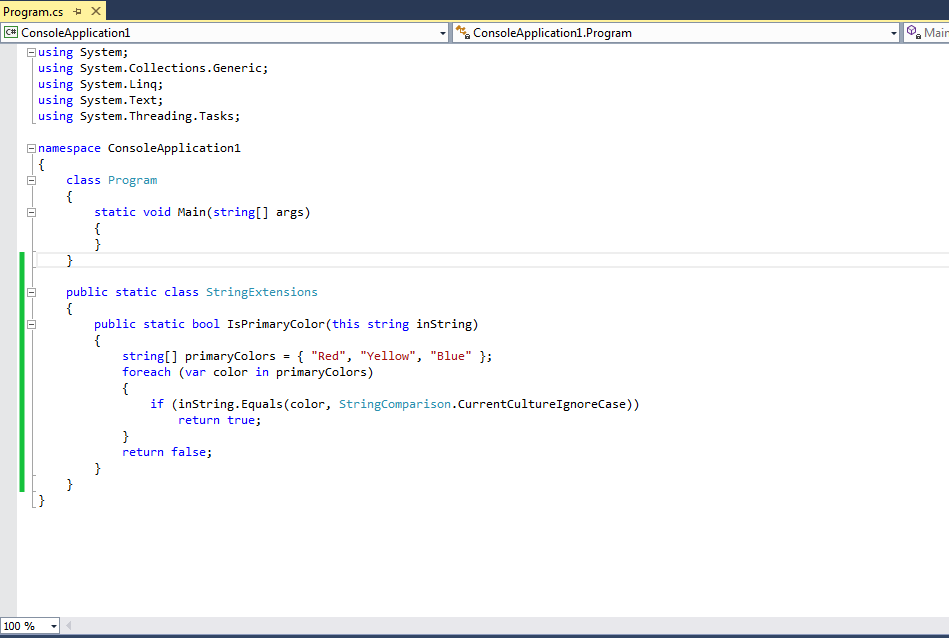 Program.cs
ConsoleApplication1 ConsoleApplication1.Program Main
using System;
using System.Collections.Generic;
using System.Linq;
using System.Text;
using System.Threading.Tasks;
namespace ConsoleApplication1
{
class Program
{
static void Main(string[] args)
{
}
}
public static class StringExtensions
{
public static bool IsPrimaryColor(this string inString)
{
string[] primaryColors = { "Red", "Yellow", "Blue" };
foreach (var color in primaryColors)
{
if (inString.Equals(color, StringComparison.CurrentCultureIgnoreCase))
return true;
}
return false;
}
}
}
100 %